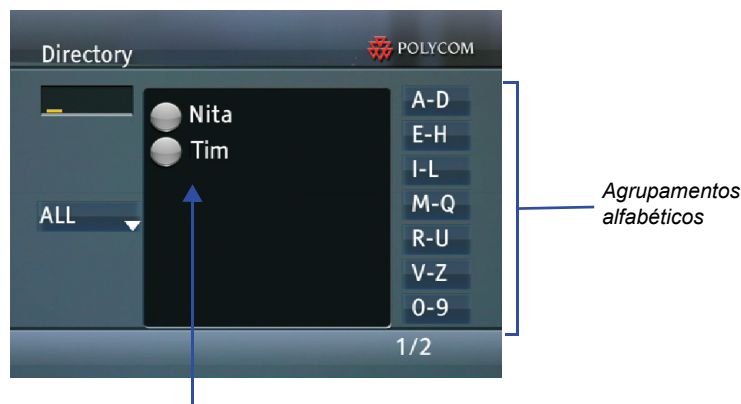 Directory
POLYCOM
Nita
Tim
ALL
A-D
E-H
I-L
M-Q
R-U
V-Z
0-9
1/2
Agrupamentos
alfabéticos